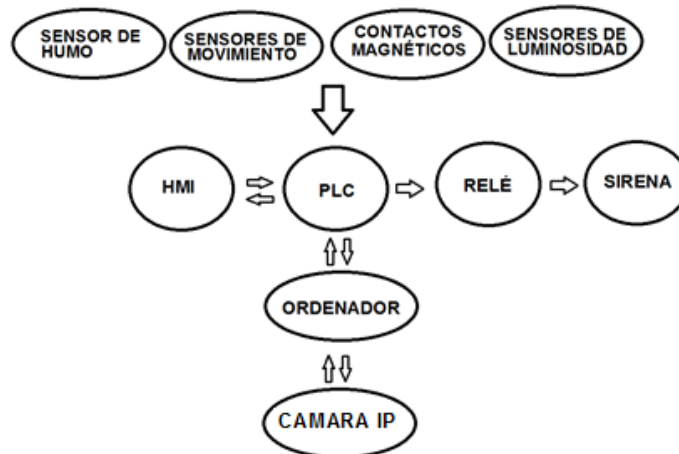 SENSOR DE
HUMO
SENSORES DE
MOVIMIENTO
CONTACTOS
MAGNÉTICOS
SENSORES DE
LUMINOSIDAD
HMI
PLC
RELÉ
SIRENA
ORDENADOR
CAMARA IP